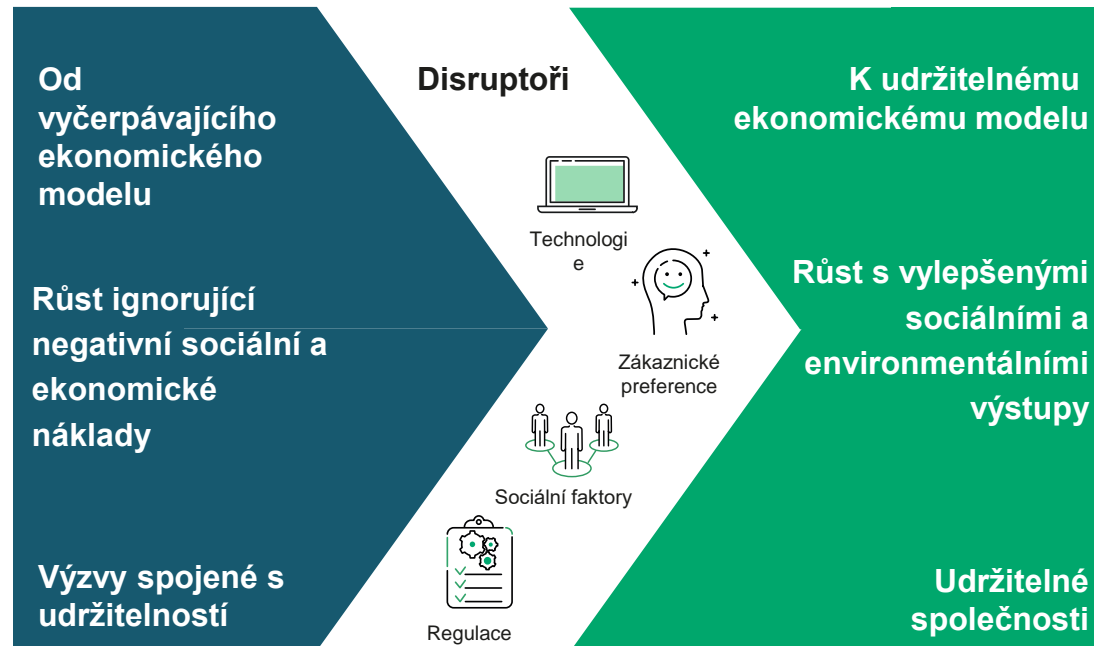 Od
vyčerpávajícího
ekonomického
modelu
Růst ignorující
negativní sociální a
ekonomické
náklady
Výzvy spojené s
udržitelností
Disruptoři
Technologi
e
Zákaznické
preference
Sociální faktory
Regulace
K udržitelnému
ekonomickému modelu
Růst s vylepšenými
sociálními a
environmentálními
výstupy
Udržitelné
společnosti